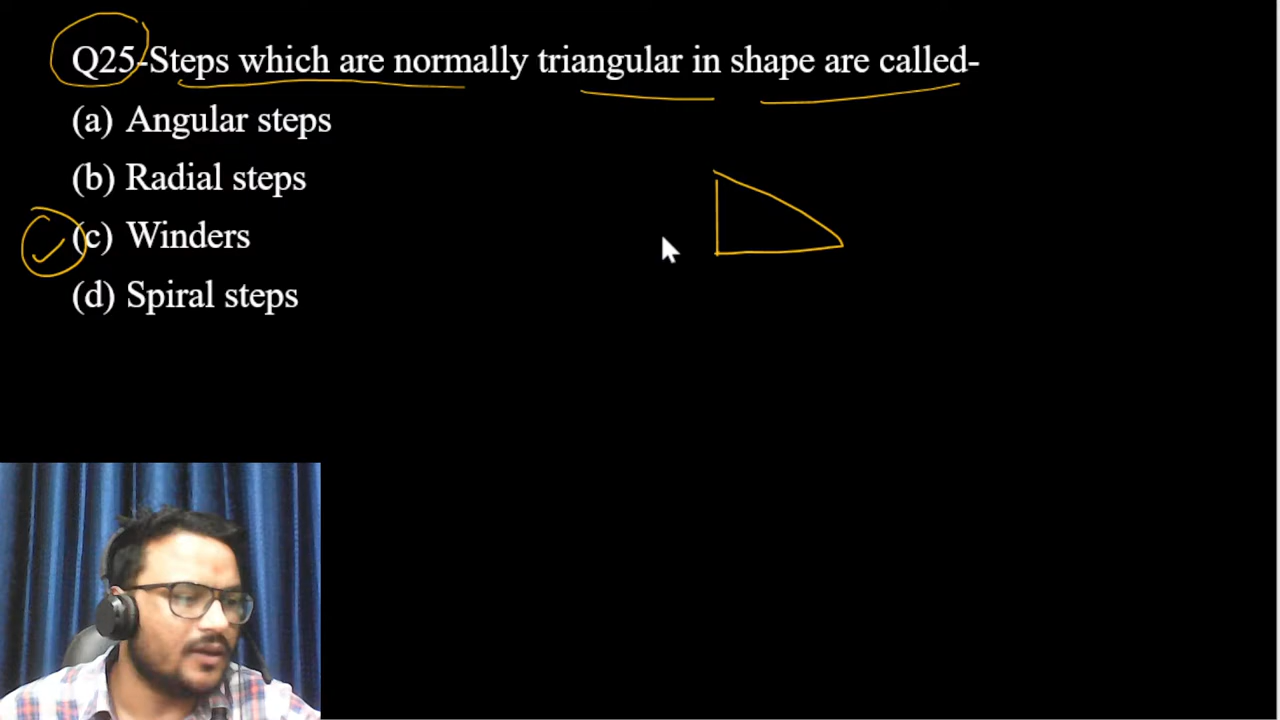 Q25-Steps which are normally triangular in shape are called-
(a) Angular steps
(b) Radial steps
(c) Winders
(d) Spiral steps